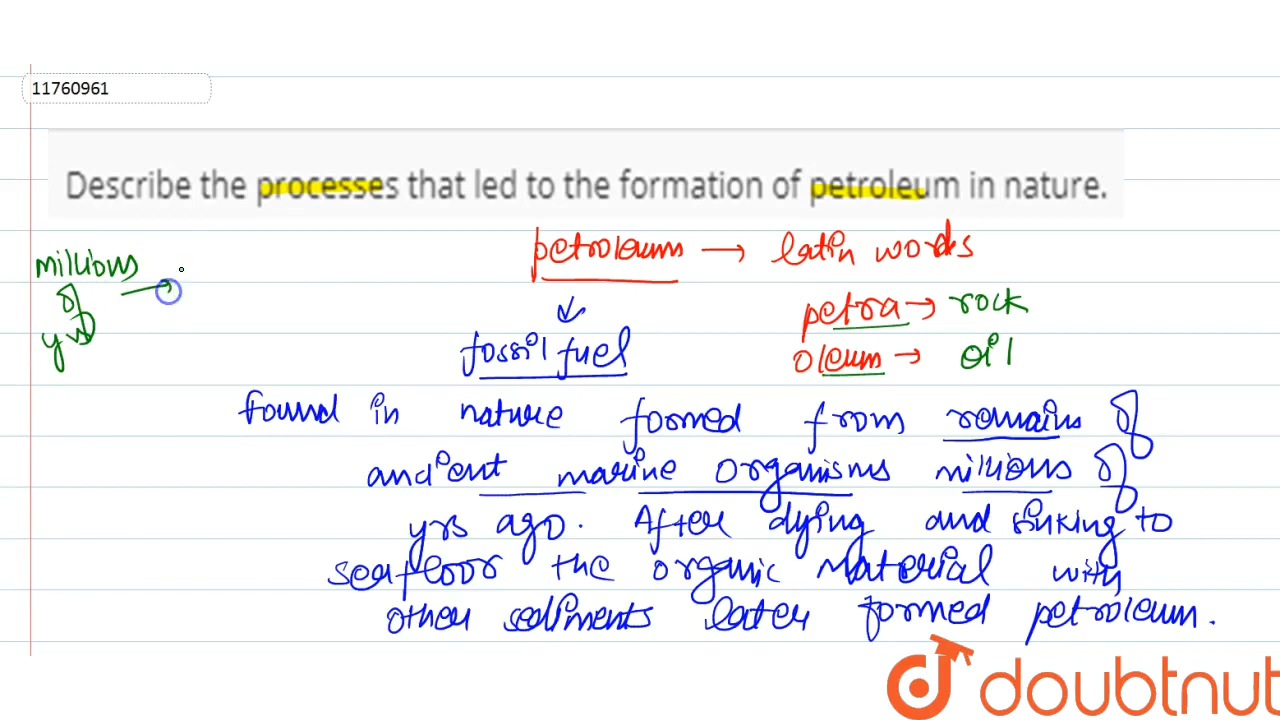 11760961
Describe the processes that led to the formation of petroleum in nature.
millions
of
yrs
petroleum → latin words
petra → rock
oleum → oil
fossil fuel
found in nature formed from remains of
ancient marine organisms millions of
yrs ago. After dying and sinking to
seafloor the organic material with
other sediments later formed petroleum.
doubtnut